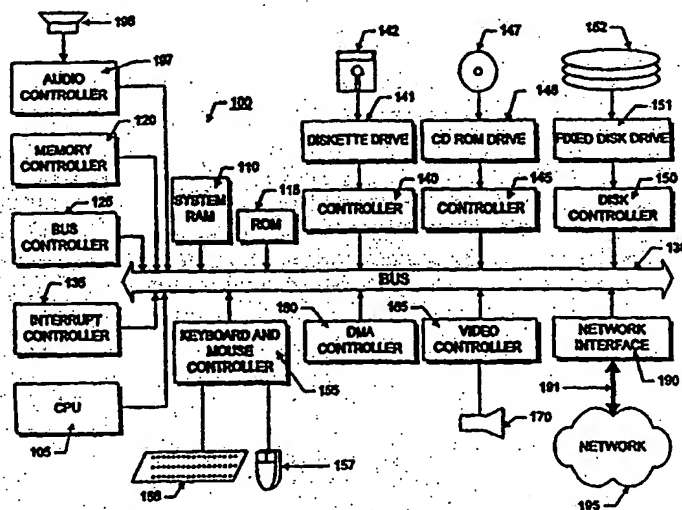 198
142
147
152
197
AUDIO
CONTROLLER
100
141
151
120
MEMORY
CONTROLLER
DISKETTE DRIVE
CD ROM DRIVE
FIXED DISK DRIVE
110
SYSTEM
RAM
115
ROM
140
145
150
125
BUS
CONTROLLER
CONTROLLER
CONTROLLER
DISK
CONTROLLER
BUS
INTERRUPT
CONTROLLER
KEYBOARD AND
MOUSE
CONTROLLER
155
DMA
CONTROLLER
VIDEO
CONTROLLER
NETWORK
INTERFACE
190
191
CPU
105
170
NETWORK
157
195